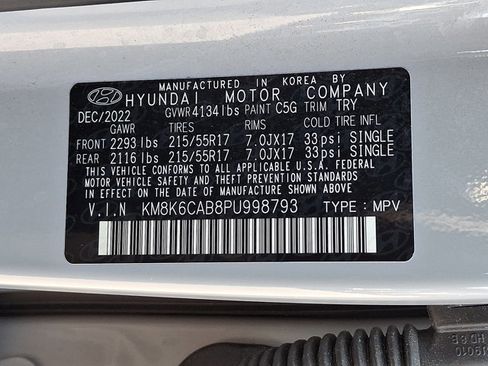 MANUFACTURED IN KOREA BY
HYUNDAI MOTOR COMPANY
DEC/2022 GVWR 4134 lbs PAINT C5G TRIM TRY
GAWR TIRES RIMS COLD TIRE INFL
FRONT 2293 lbs 215/55R17 7.0JX17 33psi SINGLE
REAR 2116 lbs 215/55R17 7.0JX17 33psi SINGLE
THIS VEHICLE CONFORMS TO ALL APPLICABLE
U.S. FEDERAL MOTOR VEHICLE SAFETY STANDARDS
IN EFFECT ON THE DATE OF MANUFACTURE
SHOWN ABOVE
V.I.N KM8K6CAB8PU998793 TYPE : MPV